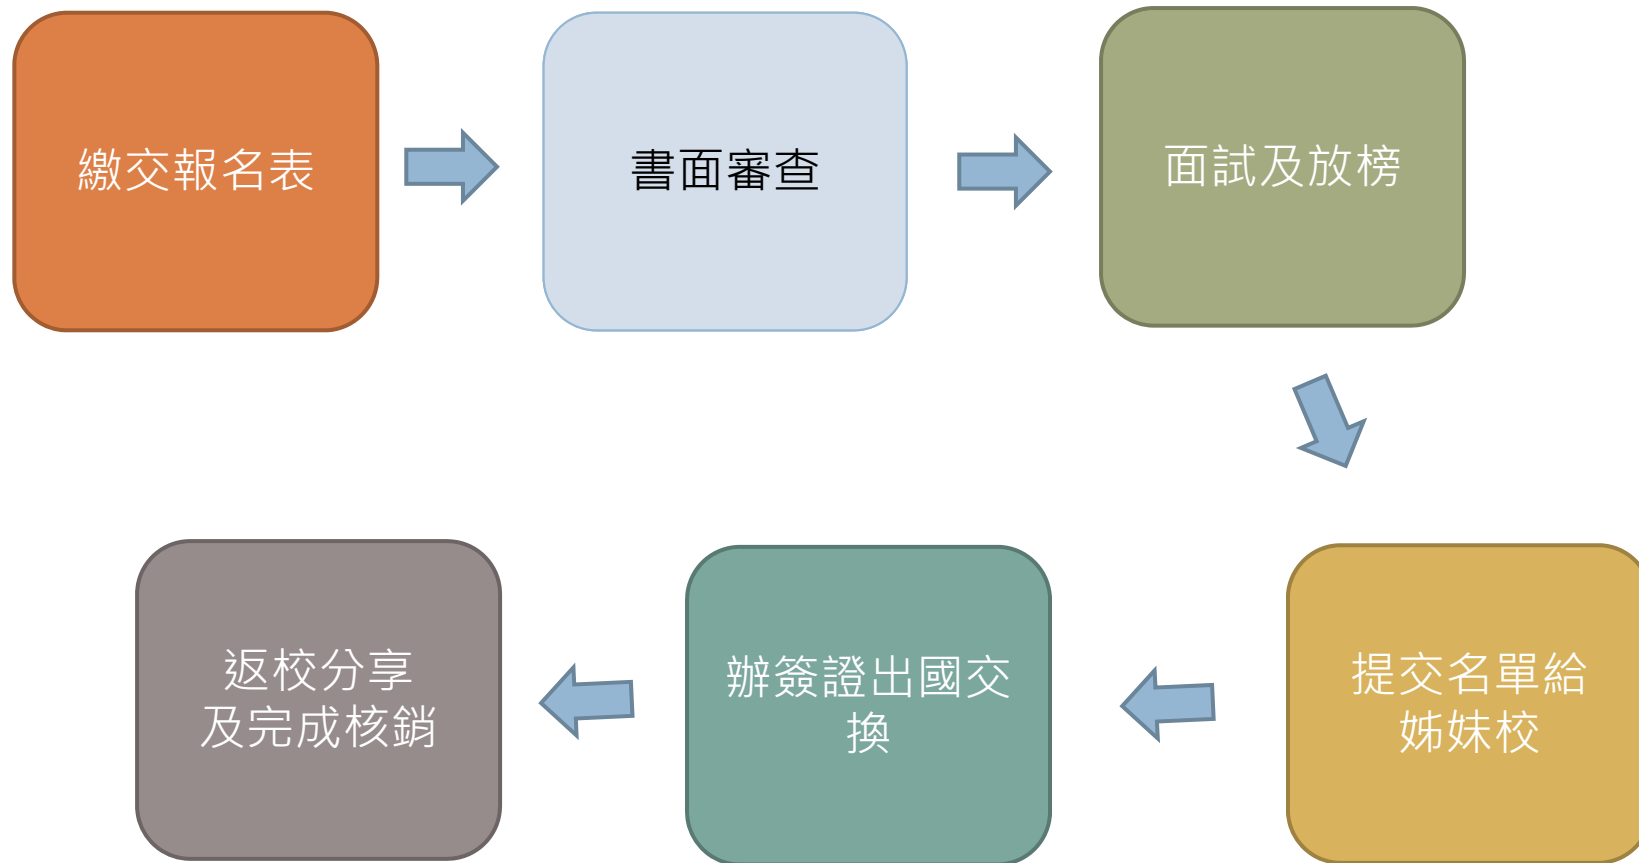 繳交報名表
書面審查
面試及放榜
提交名單給
姊妹校
辦簽證出國交
換
返校分享
及完成核銷